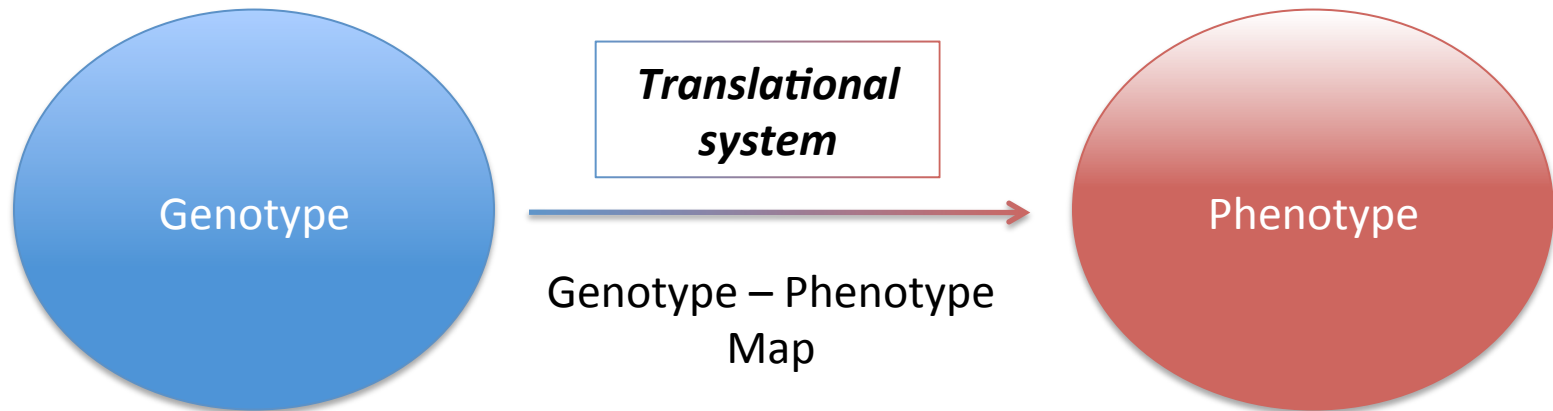 Genotype
Translational
system
Genotype – Phenotype
Map
Phenotype